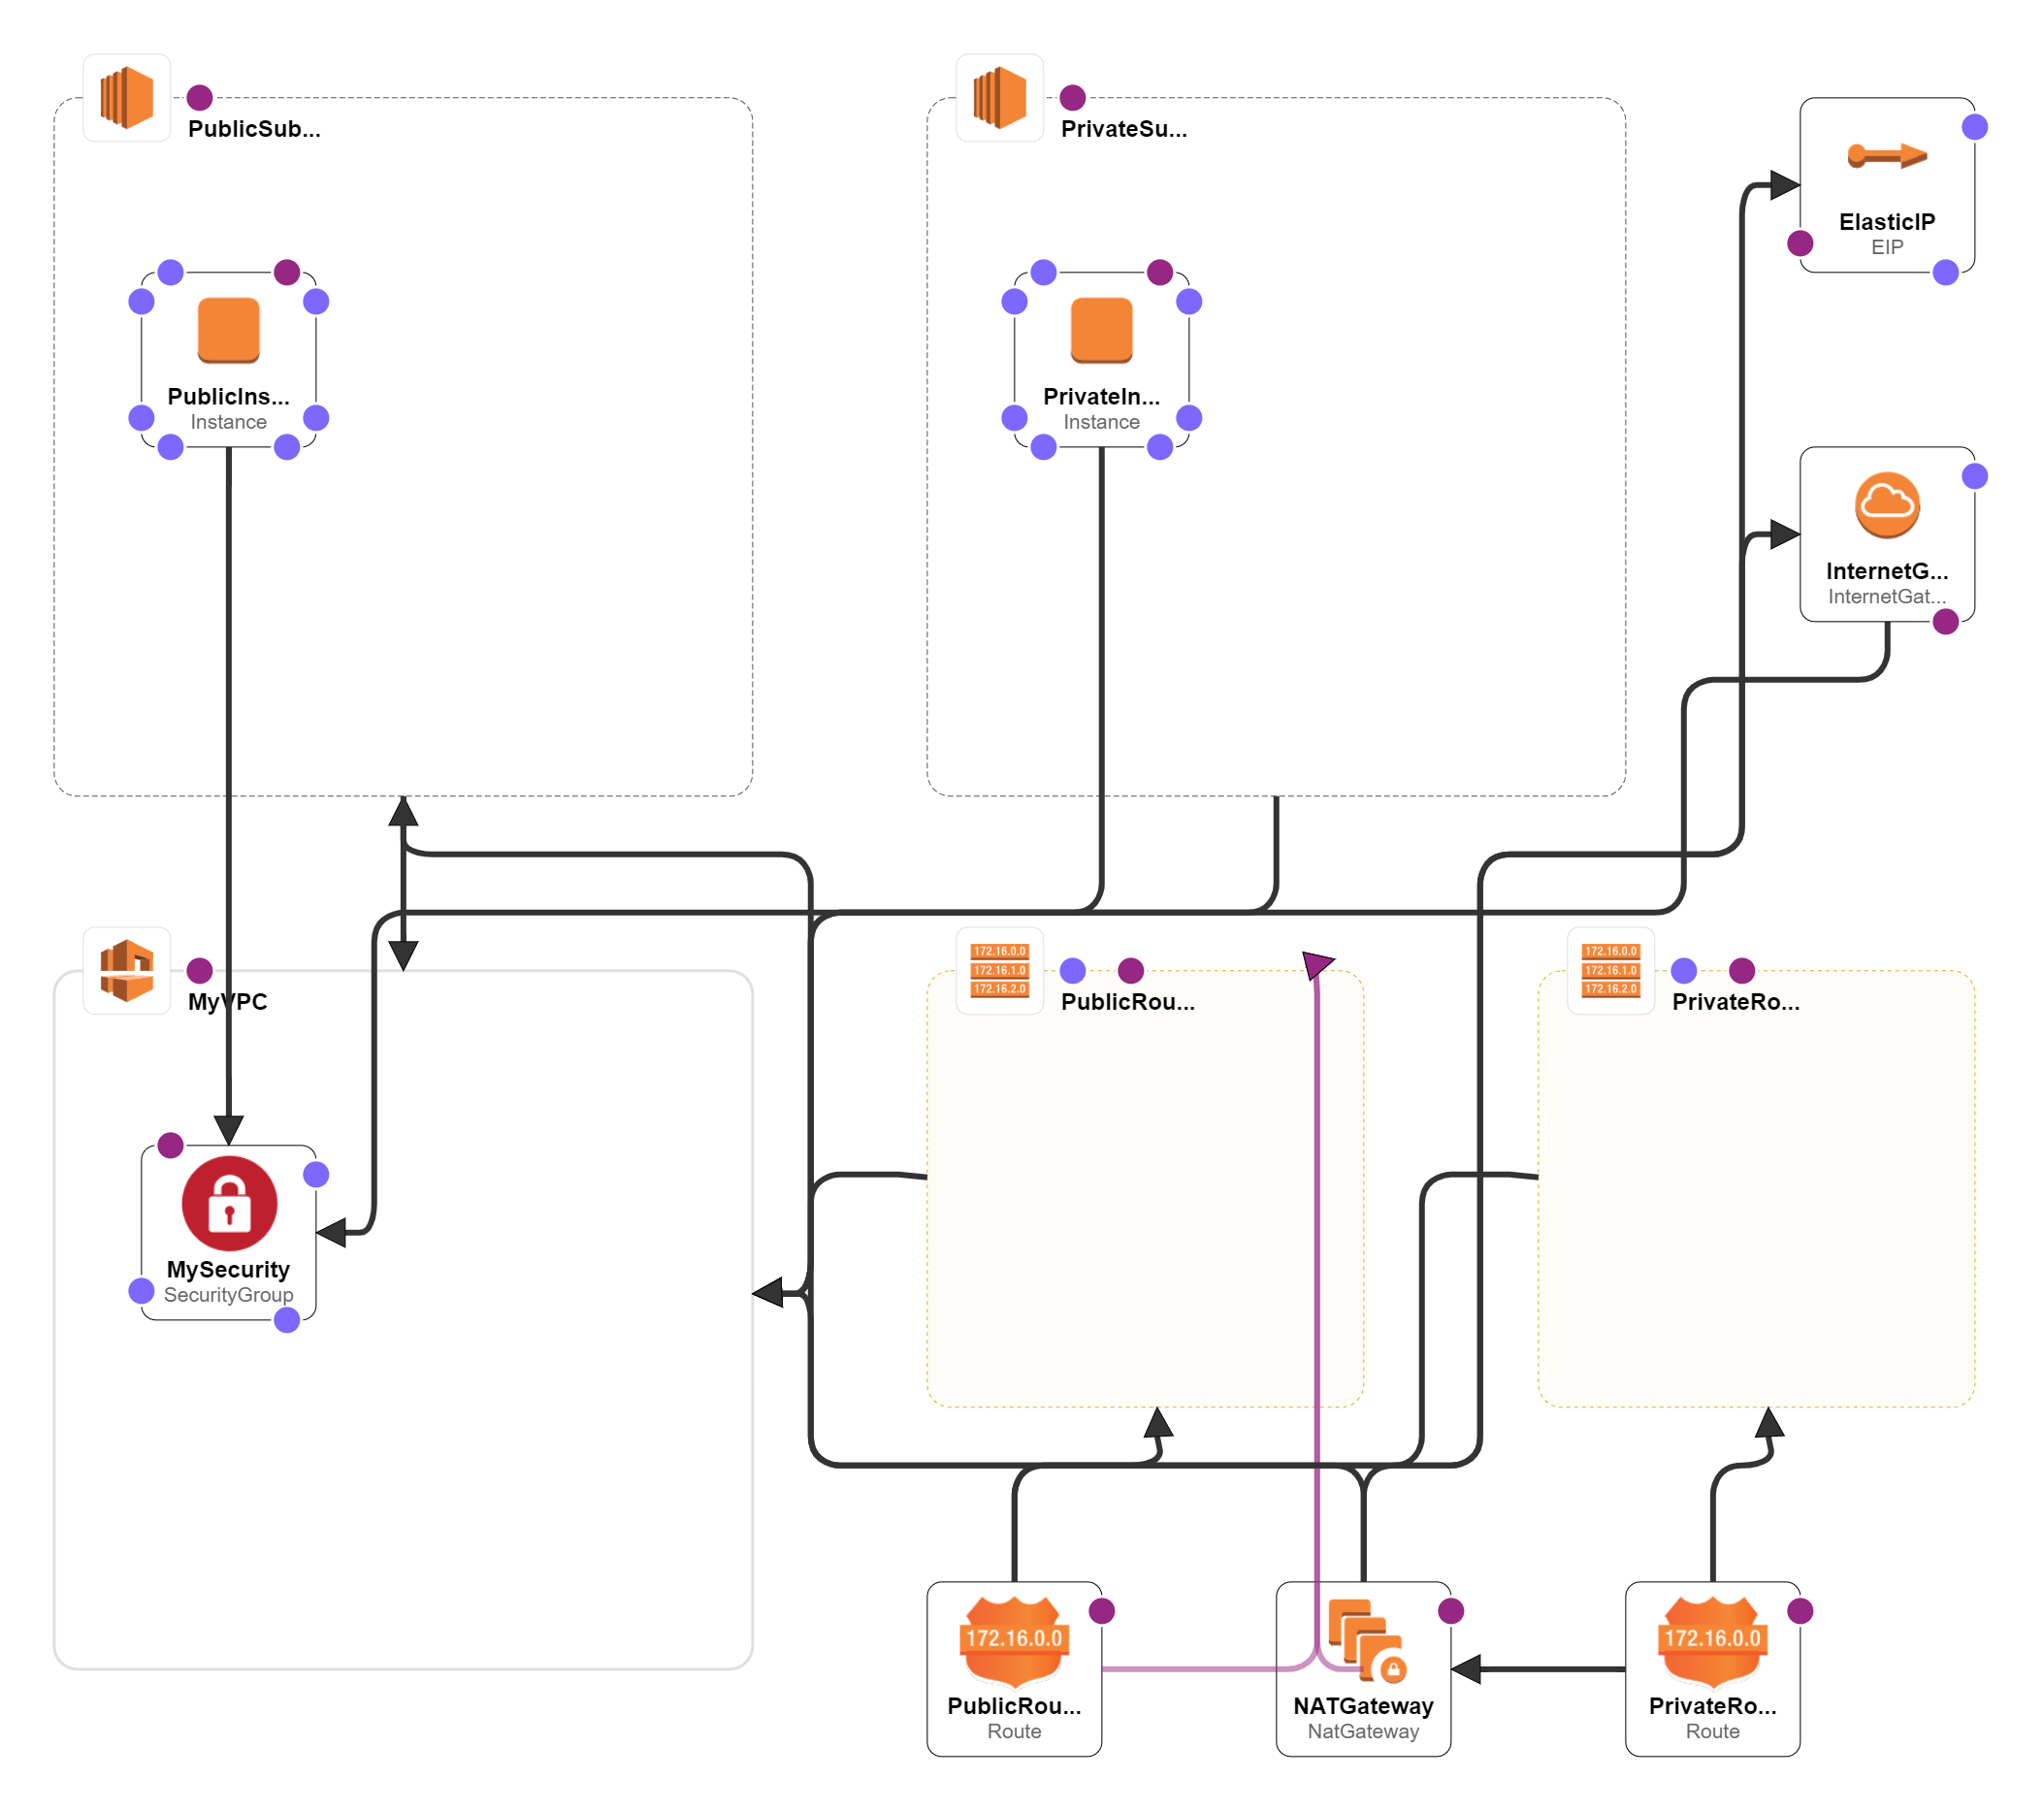 PublicSub...
PrivateSu...
ElasticIP
EIP
PublicIns...
Instance
PrivateIn...
Instance
InternetG...
InternetGat...
MyVPC
172.16.0.0
172.16.1.0
172.16.2.0
PublicRou...
172.16.0.0
172.16.1.0
172.16.2.0
PrivateRo...
MySecurity
SecurityGroup
172.16.0.0
PublicRou...
Route
NATGateway
NatGateway
172.16.0.0
PrivateRo...
Route